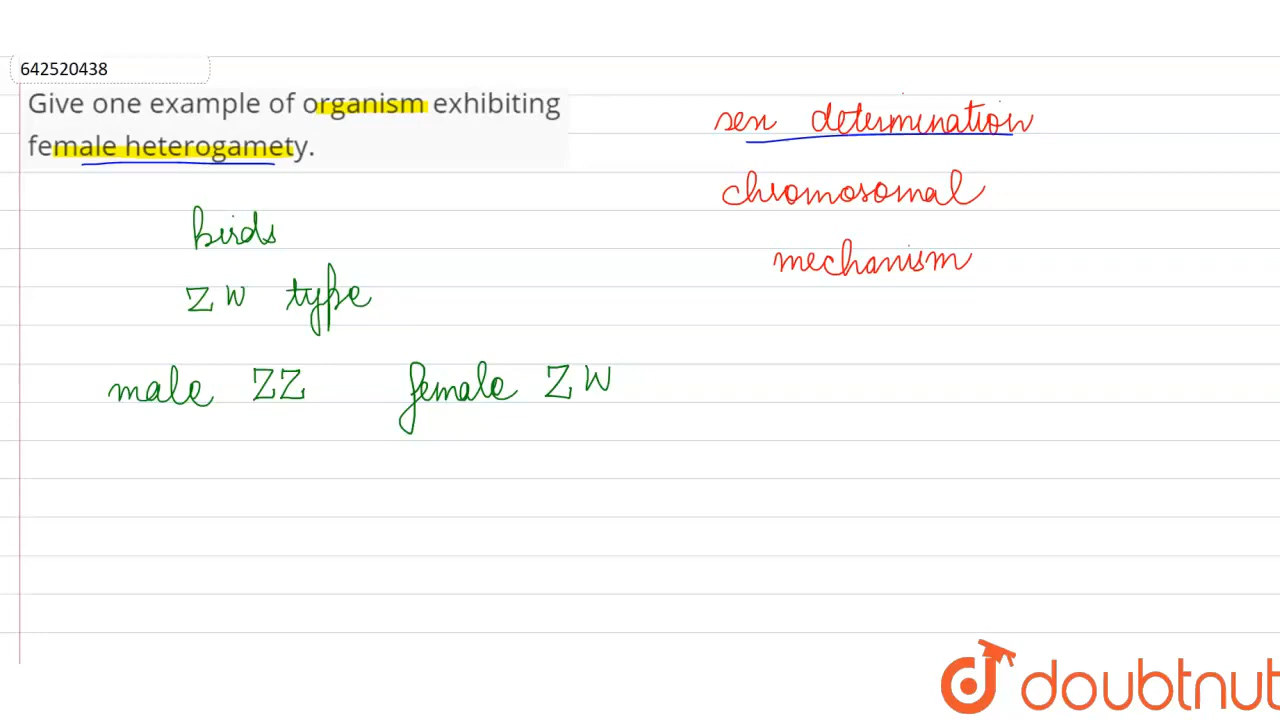 642520438
Give one example of organism exhibiting
female heterogamety.
sex determination
chromosomal
mechanism
birds
ZW type
male ZZ female ZW
doubtnut